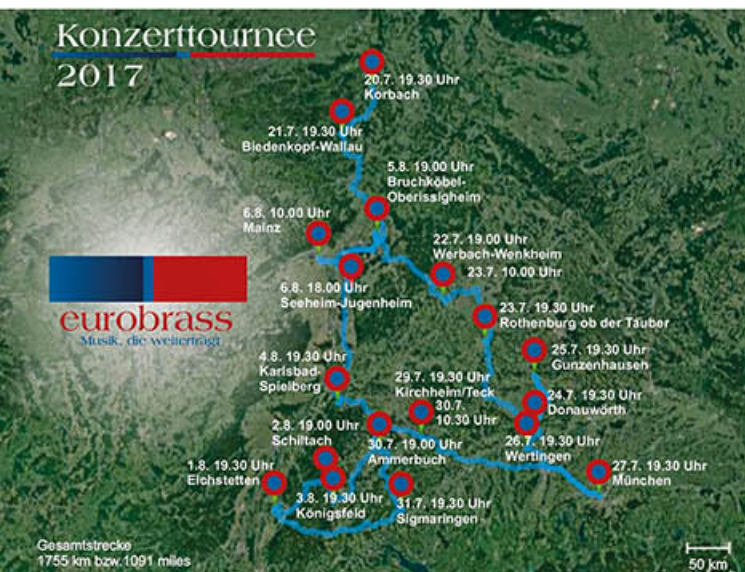 Konzerttournee
2017
20.7. 19.30 Uhr
Korbach
21.7. 19.30 Uhr
Biedenkopf-Wallau
5.8. 19.00 Uhr
Bruchköbel-
Oberissigheim
6.8. 10.00 Uhr
Mainz
22.7. 19.00 Uhr
Werbach-Wenkheim
23.7. 10.00 Uhr
6.8. 18.00 Uhr
Seeheim-Jugenheim
23.7. 19.30 Uhr
Rothenburg ob der Tauber
eurobrass
Musik, die weiterträgt
25.7. 19.30 Uhr
Gunzenhauseh
4.8. 19.30 Uhr
Karlsbad-
Spielberg
29.7. 19.30 Uhr
Kirchheim/Teck
30.7.
10.30 Uhr
24.7. 19.30 Uhr
Donauwörth
2.8. 19.00 Uhr
Schiltach
30.7. 19.00 Uhr
Ammerbuch
26.7. 19.30 Uhr
Wertingen
1.8. 19.30 Uhr
Eichstetten
27.7. 19.30 Uhr
München
3.8. 19.30 Uhr
Königsfeld
31.7. 19.30 Uhr
Sigmaringen
Gesamtstrecke
1755 km bzw.1091 miles
50 km